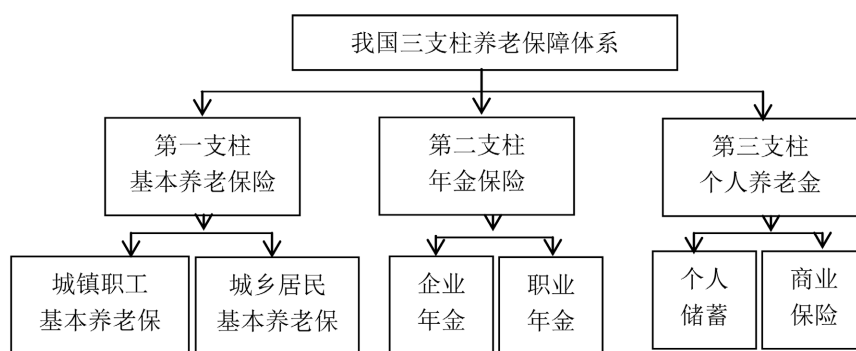 我国三支柱养老保障体系
第一支柱
基本养老保险
第二支柱
年金保险
第三支柱
个人养老金
城镇职工
基本养老保
城乡居民
基本养老保
企业
年金
职业
年金
个人
储蓄
商业
保险